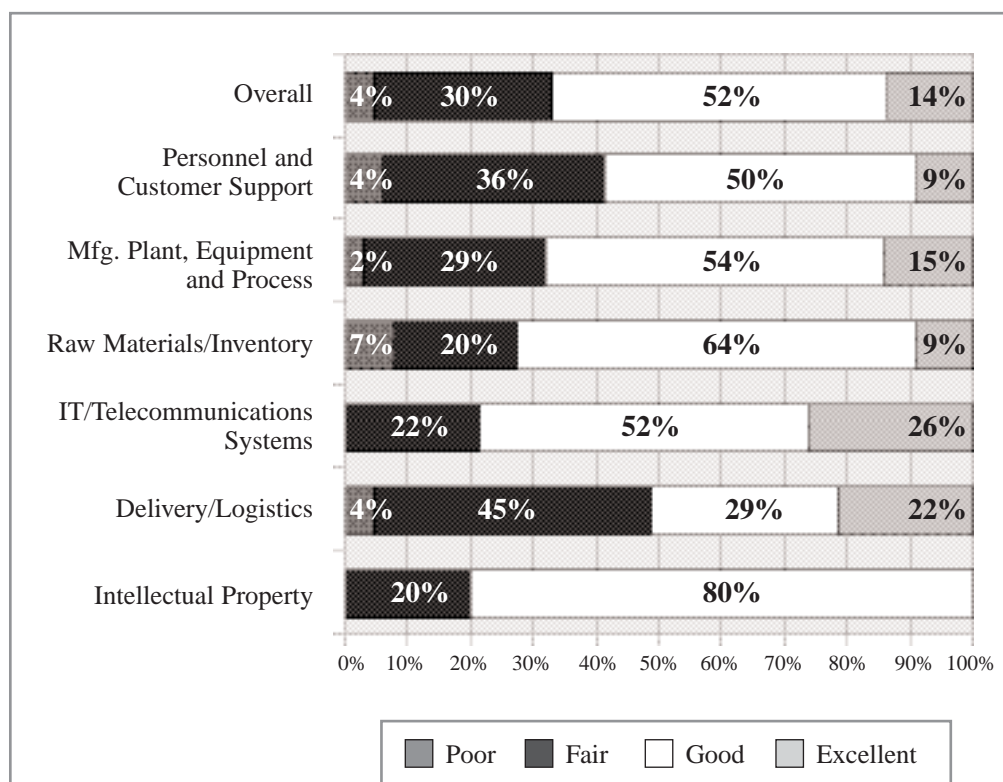 Overall
4% 30% 52% 14%
Personnel and
Customer Support
4% 36% 50% 9%
Mfg. Plant, Equipment
and Process
2% 29% 54% 15%
Raw Materials/Inventory
7% 20% 64% 9%
IT/Telecommunications
Systems
22% 52% 26%
Delivery/Logistics
4% 45% 29% 22%
Intellectual Property
20% 80%
0% 10% 20% 30% 40% 50% 60% 70% 80% 90% 100%
Poor Fair Good Excellent